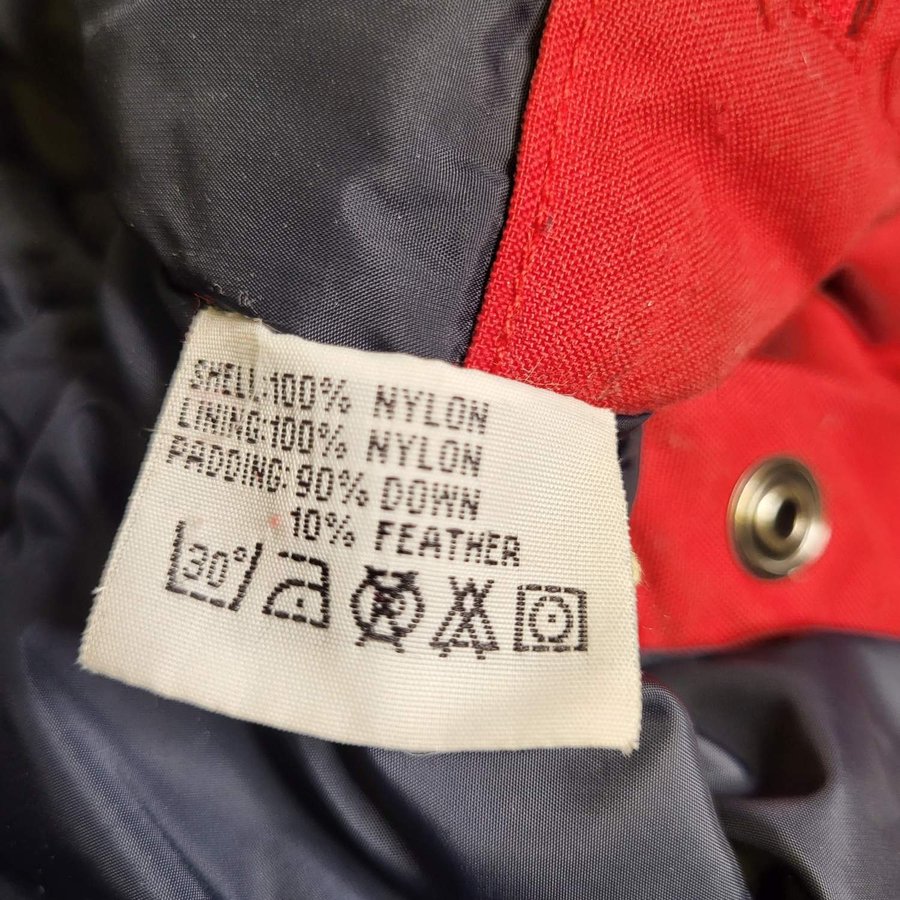 SHELL:100% NYLON
LINING:100% NYLON
PADDING:90% DOWN
10% FEATHER
30°